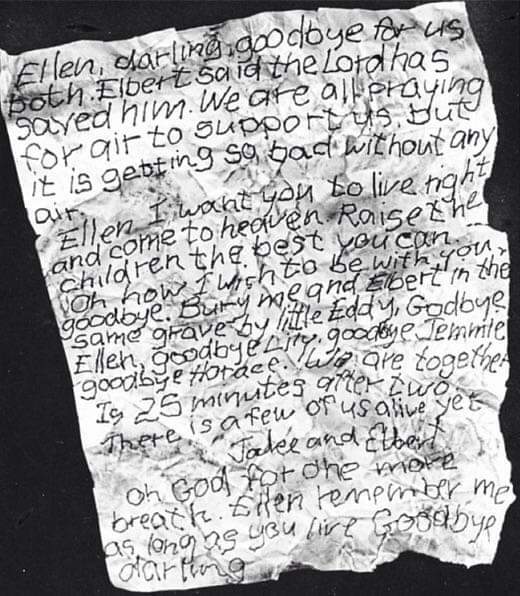 Ellen, darling, goodbye for us
both. Elbert said the Lord has
saved him. We are all praying
for air to support us. but
it is getting so bad without any
air.
Ellen I want you to live right
and come to heaven. Raise the
children the best you can.
Oh how I wish to be with you,
goodbye. Bury me and Elbert in the
same grave by little Eddy, Godbye
Ellen, goodbye Lily, goodbye Jemmie
goodbye Horace. We are together
Is 25 minutes after two.
There is a few of us alive yet
Jake and Elbert
Oh God for one more
breath. Ellen remember me
as long as you live Goodbye
darling